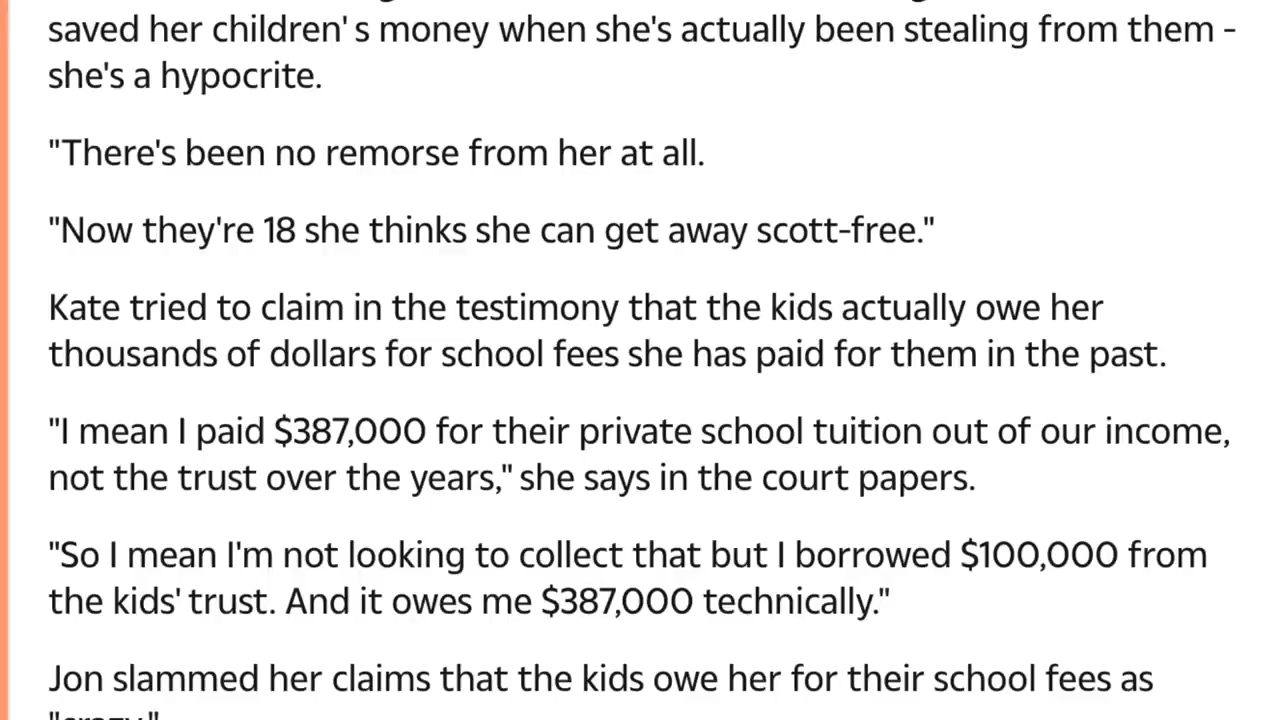 saved her children' s money when she's actually been stealing from them -
she's a hypocrite.
"There's been no remorse from her at all.
"Now they're 18 she thinks she can get away scott-free."
Kate tried to claim in the testimony that the kids actually owe her
thousands of dollars for school fees she has paid for them in the past.
"I mean I paid $387,000 for their private school tuition out of our income,
not the trust over the years," she says in the court papers.
"So I mean I'm not looking to collect that but I borrowed $100,000 from
the kids' trust. And it owes me $387,000 technically."
Jon slammed her claims that the kids owe her for their school fees as
"crazy."